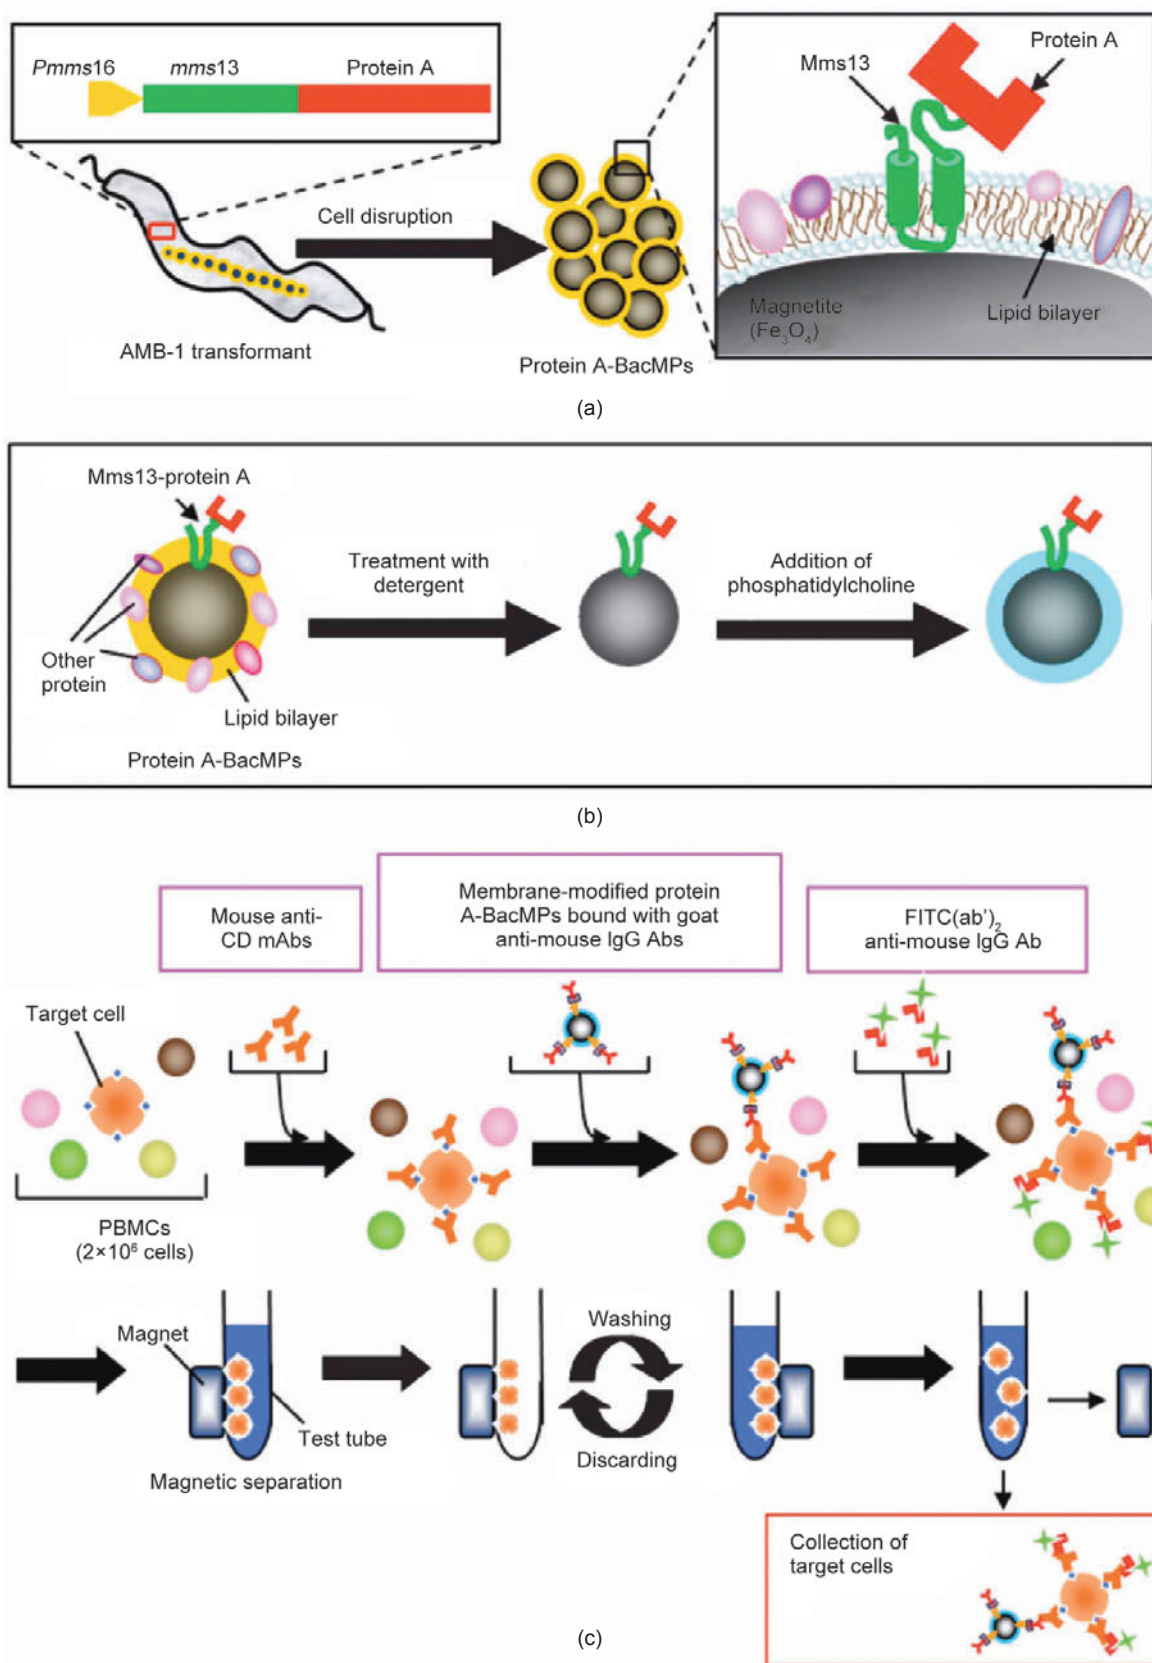 Pmms16
mms13
Protein A
Cell disruption
AMB-1 transformant
Protein A-BacMPs
Mms13
Protein A
Magnetite
(Fe₃O₄)
Lipid bilayer
(a)
Mms13-protein A
Treatment with
detergent
Addition of
phosphatidylcholine
Other
protein
Lipid bilayer
Protein A-BacMPs
(b)
Mouse anti-
CD mAbs
Membrane-modified protein
A-BacMPs bound with goat
anti-mouse IgG Abs
FITC(ab’)₂
anti-mouse IgG Ab
Target cell
PBMCs
(2×10⁶ cells)
Magnet
Test tube
Magnetic separation
Washing
Discarding
Collection of
target cells
(c)